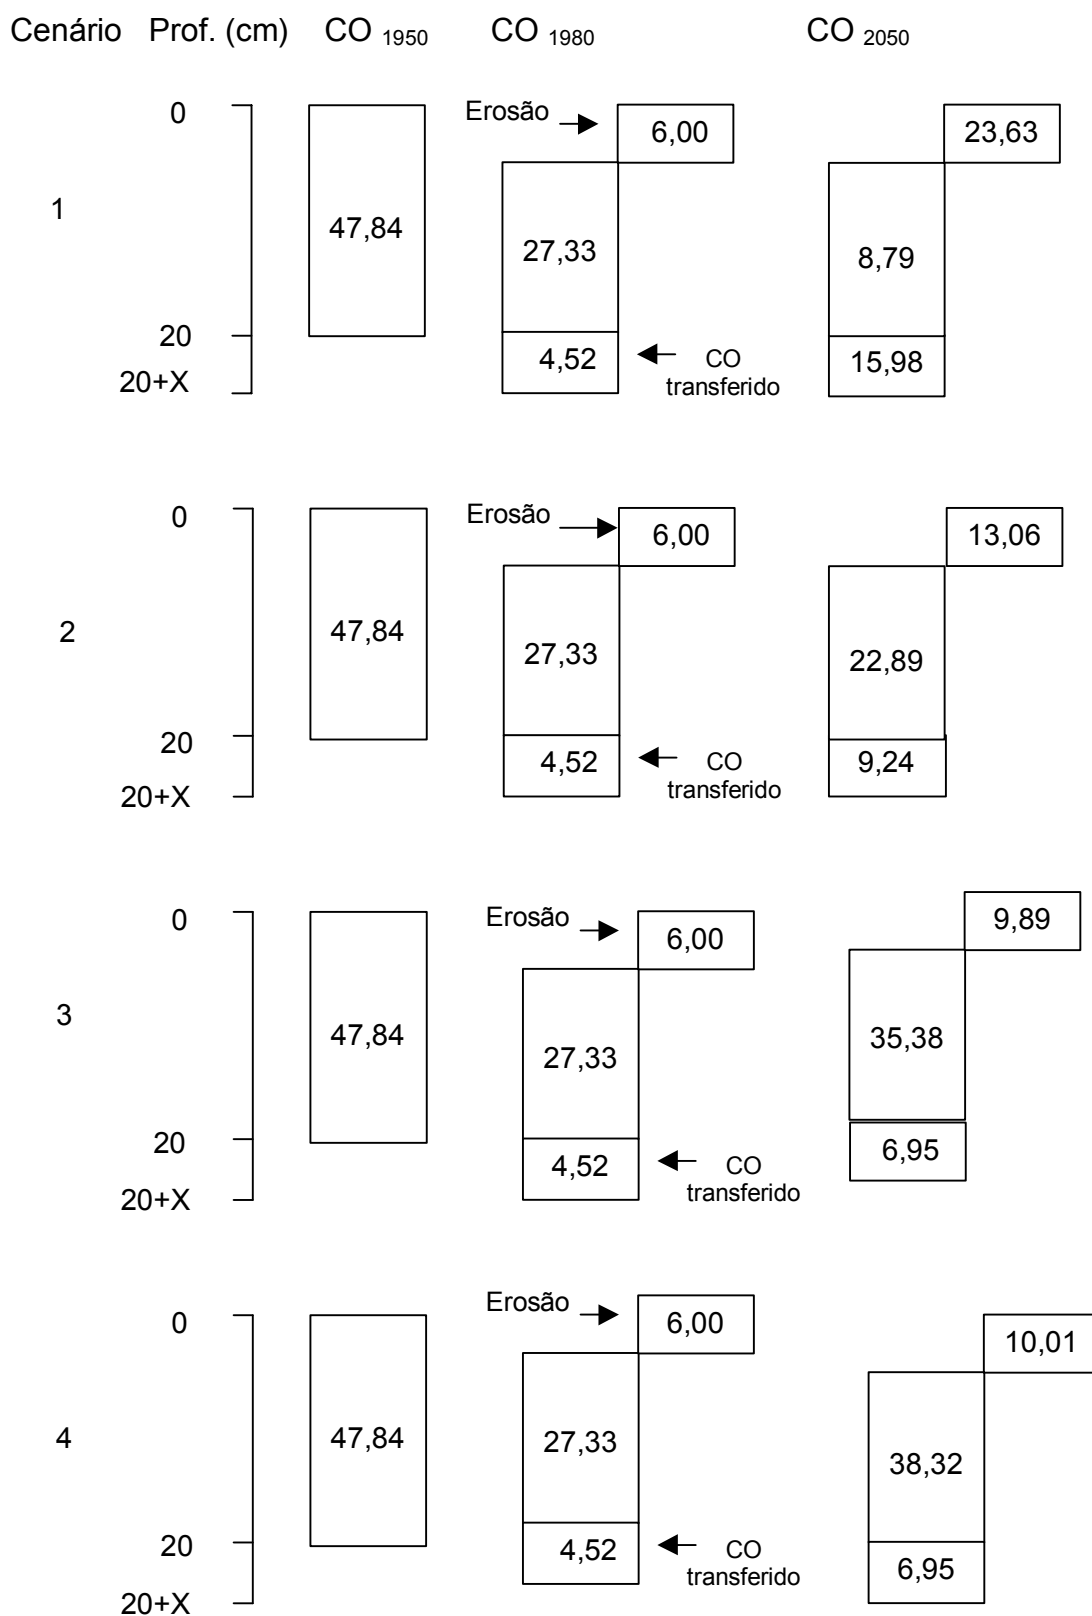 Cenário Prof. (cm) CO 1950 CO 1980 CO 2050
0 Erosão 6,00 23,63
1 47,84 27,33 8,79
20 4,52 CO 15,98
20+X transferido
0 Erosão 6,00 13,06
2 47,84 27,33 22,89
20 4,52 CO 9,24
20+X transferido
0 Erosão 6,00 9,89
3 47,84 27,33 35,38
20 4,52 CO 6,95
20+X transferido
0 Erosão 6,00 10,01
4 47,84 27,33 38,32
20 4,52 CO 6,95
20+X transferido